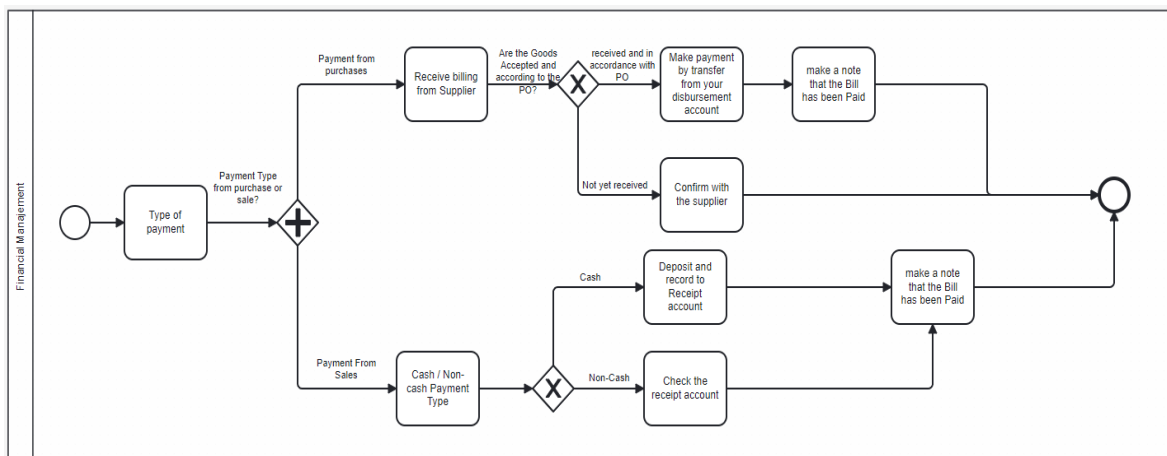 Financial Manajement
Type of
payment
Payment Type
from purchase or
sale?
Payment from
purchases
Receive billing
from Supplier
Are the Goods
Accepted and
according to the
PO?
X
received and in
accordance with
PO
Make payment
by transfer
from your
disbursement
account
make a note
that the Bill
has been Paid
Not yet received
Confirm with
the supplier
Payment From
Sales
Cash / Non-
cash Payment
Type
X
Cash
Deposit and
record to
Receipt
account
make a note
that the Bill
has been Paid
Non-Cash
Check the
receipt account